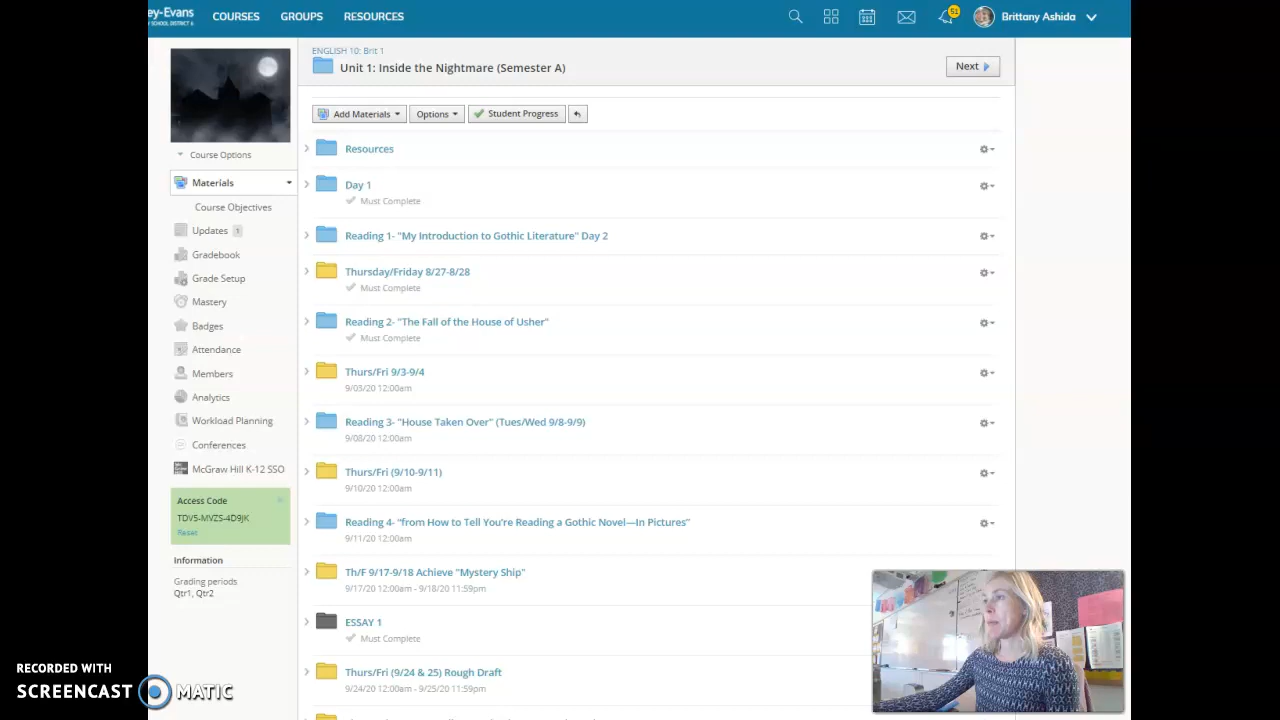 ey-Evans
SCHOOL DISTRICT 6
COURSES
GROUPS
RESOURCES
51
Brittany Ashida
ENGLISH 10: Brit 1
Unit 1: Inside the Nightmare (Semester A)
Next
Add Materials
Options
Student Progress
Course Options
Materials
Course Objectives
Updates 1
Gradebook
Grade Setup
Mastery
Badges
Attendance
Members
Analytics
Workload Planning
Conferences
McGraw Hill K-12 SSO
Access Code
TDV5-MVZS-4D9JK
Reset
Information
Grading periods
Qtr1, Qtr2
Resources
Day 1
Must Complete
Reading 1- "My Introduction to Gothic Literature" Day 2
Thursday/Friday 8/27-8/28
Must Complete
Reading 2- "The Fall of the House of Usher"
Must Complete
Thurs/Fri 9/3-9/4
9/03/20 12:00am
Reading 3- "House Taken Over" (Tues/Wed 9/8-9/9)
9/08/20 12:00am
Thurs/Fri (9/10-9/11)
9/10/20 12:00am
Reading 4- "from How to Tell You're Reading a Gothic Novel—In Pictures"
9/11/20 12:00am
Th/F 9/17-9/18 Achieve "Mystery Ship"
9/17/20 12:00am - 9/18/20 11:59pm
ESSAY 1
Must Complete
Thurs/Fri (9/24 & 25) Rough Draft
9/24/20 12:00am - 9/25/20 11:59pm
RECORDED WITH
SCREENCAST MATIC